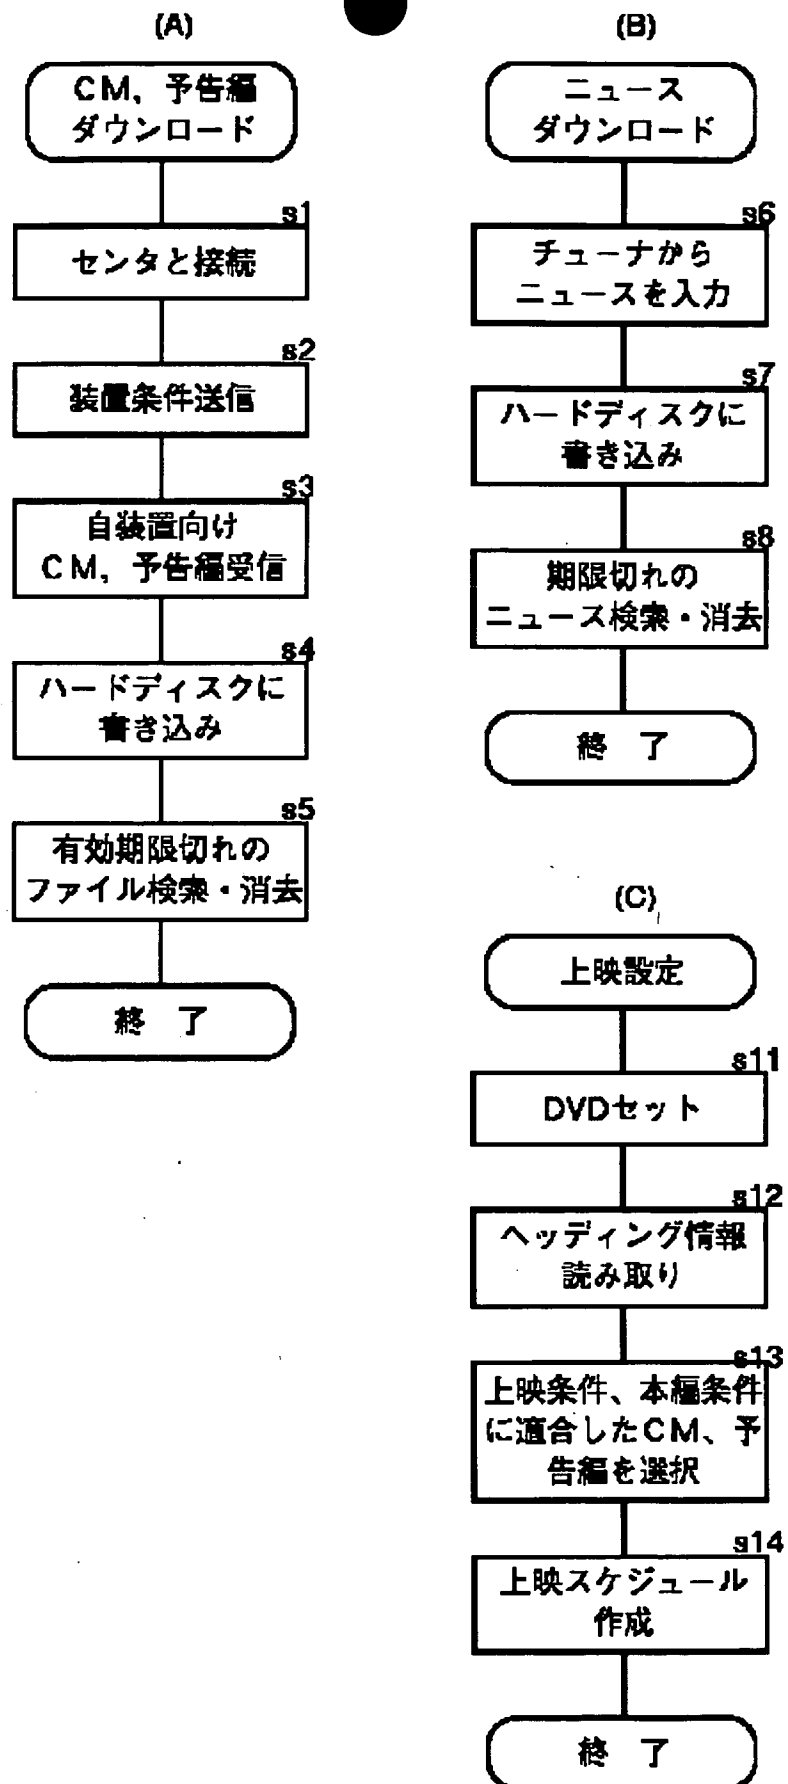 (A)
CM、予告編
ダウンロード
s1
センタと接続
s2
装置条件送信
s3
自装置向け
CM、予告編受信
s4
ハードディスクに
書き込み
s5
有効期限切れの
ファイル検索・消去
終 了
(B)
ニュース
ダウンロード
s6
チューナから
ニュースを入力
s7
ハードディスクに
書き込み
s8
期限切れの
ニュース検索・消去
終 了
(C)
上映設定
s11
DVDセット
s12
ヘッディング情報
読み取り
s13
上映条件、本編条件
に適合したCM、予
告編を選択
s14
上映スケジュール
作成
終 了